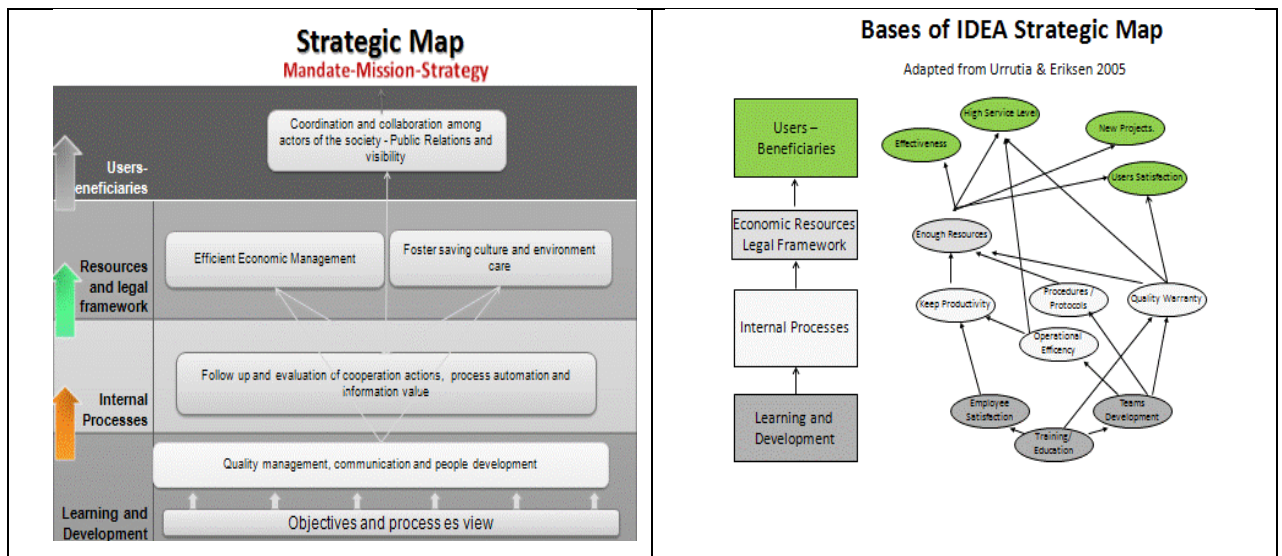 Strategic Map
Mandate-Mission-Strategy
Coordination and collaboration among
actors of the society - Public Relations and
visibility
Users-
beneficiaries
Efficient Economic Management
Foster saving culture and environment
care
Resources
and legal
framework
Follow up and evaluation of cooperation actions, process automation and
information value
Internal
Processes
Quality management, communication and people development
Learning and
Development
Objectives and process es view
Bases of IDEA Strategic Map
Adapted from Urrutia & Eriksen 2005
Users –
Beneficiaries
Economic Resources
Legal Framework
Internal Processes
Learning and
Development
High Service Level
New Projects.
Effectiveness
Users Satisfaction
Enough Resources
Keep Productivity
Procedures /
Protocols
Quality Warranty
Operational
Efficency
Employee
Satisfaction
Teams
Development
Training/
Education